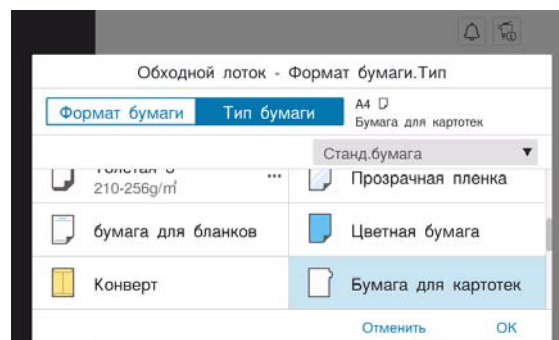 Обходной лоток - Формат бумаги.Тип
Формат бумаги
Тип бумаги
A4
Бумага для картотек
Станд.бумага
210-256g/㎡
Прозрачная пленка
бумага для бланков
Цветная бумага
Конверт
Бумага для картотек
Отменить
OK